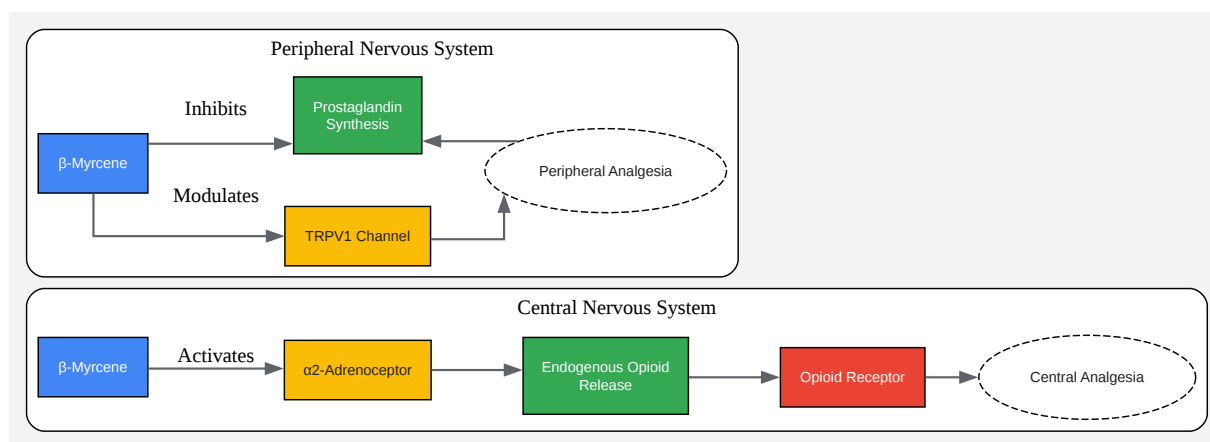 Peripheral Nervous System
Inhibits
Prostaglandin
Synthesis
β-Myrcene
Peripheral Analgesia
Modulates
TRPV1 Channel
Central Nervous System
β-Myrcene
Activates
α2-Adrenoceptor
Endogenous Opioid
Release
Opioid Receptor
Central Analgesia